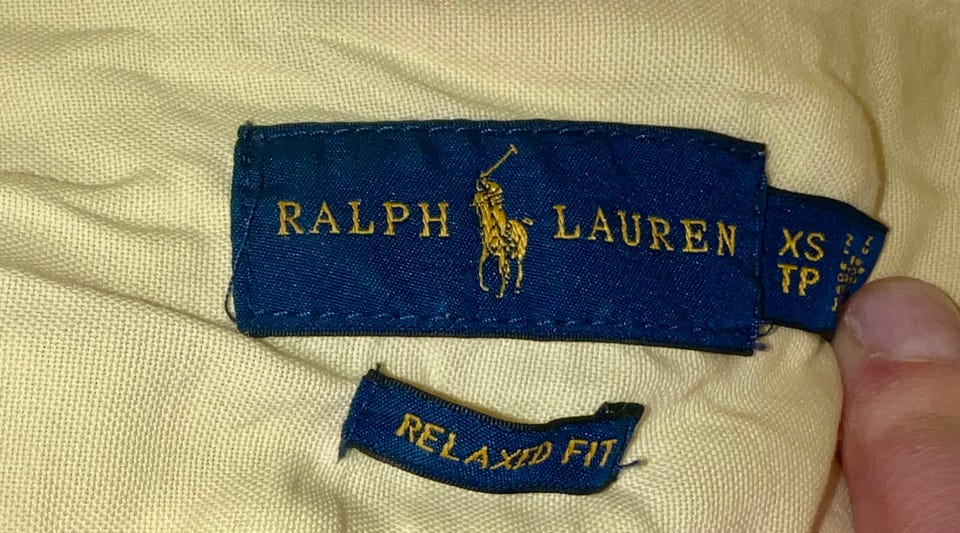 RALPH LAUREN
XS
TP
RELAXED FIT